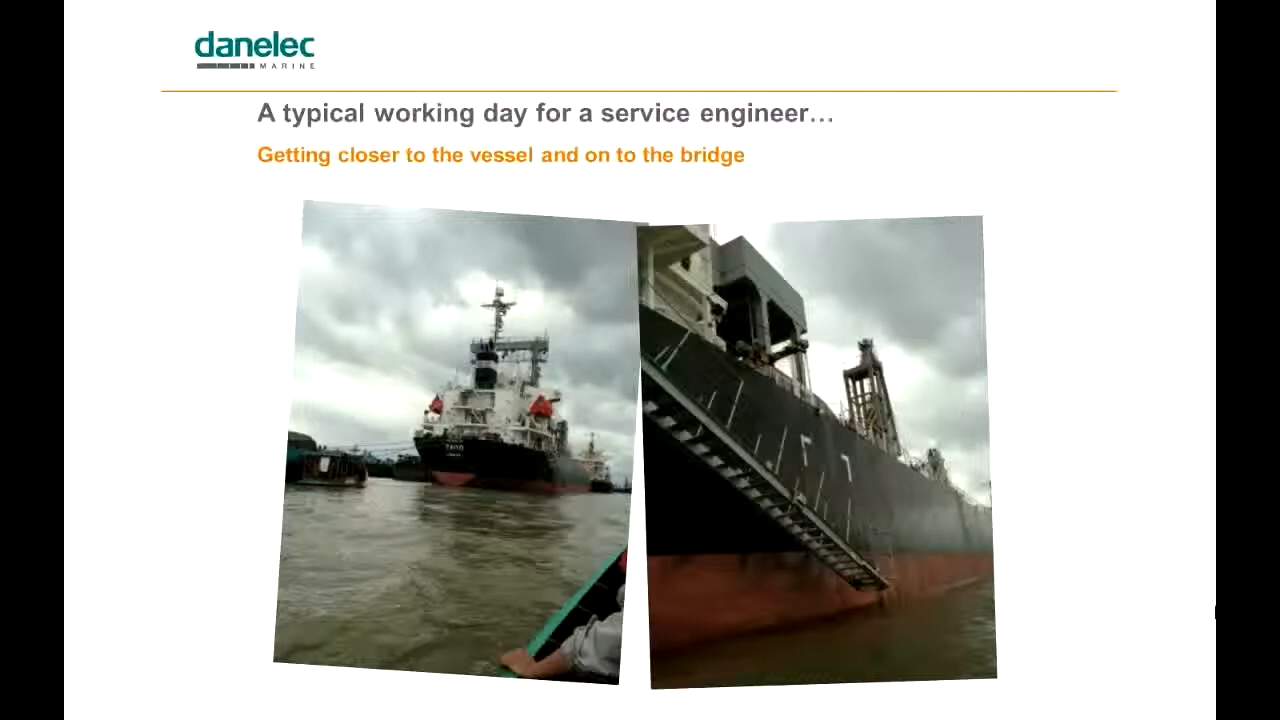 danelec
MARINE
A typical working day for a service engineer...
Getting closer to the vessel and on to the bridge